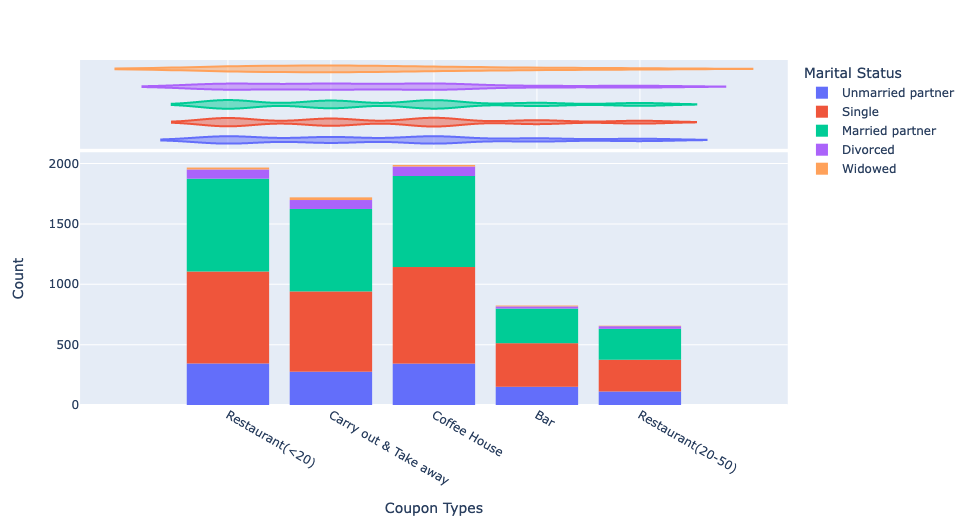 Marital Status
Unmarried partner
Single
Married partner
Divorced
Widowed
2000
1500
1000
500
0
Count
Restaurant(<20)
Carry out & Take away
Coffee House
Bar
Restaurant(20-50)
Coupon Types